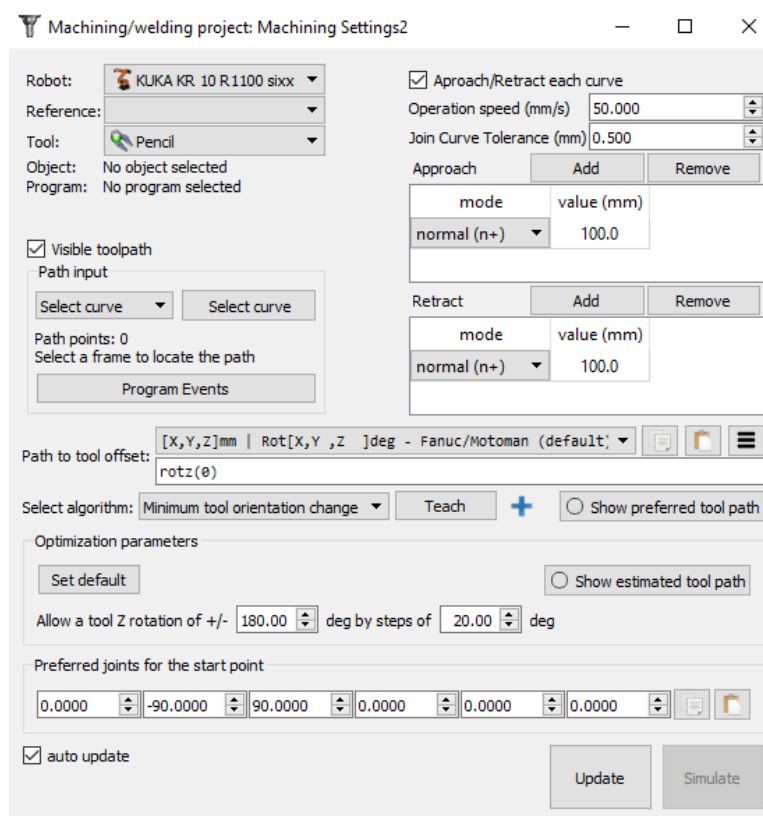 Machining/welding project: Machining Settings2
Robot: KUKA KR 10 R1100 sixx
Reference:
Tool: Pencil
Object: No object selected
Program: No program selected
Visible toolpath
Path input
Select curve Select curve
Path points: 0
Select a frame to locate the path
Program Events
Aproach/Retract each curve
Operation speed (mm/s) 50.000
Join Curve Tolerance (mm) 0.500
Approach Add Remove
mode value (mm)
normal (n+) 100.0
Retract Add Remove
mode value (mm)
normal (n+) 100.0
Path to tool offset: [X,Y,Z]mm | Rot[X,Y ,Z  ]deg - Fanuc/Motoman (default)
rotz(0)
Select algorithm: Minimum tool orientation change Teach Show preferred tool path
Optimization parameters
Set default Show estimated tool path
Allow a tool Z rotation of +/- 180.00 deg by steps of 20.00 deg
Preferred joints for the start point
0.0000 -90.0000 90.0000 0.0000 0.0000 0.0000
auto update
Update Simulate